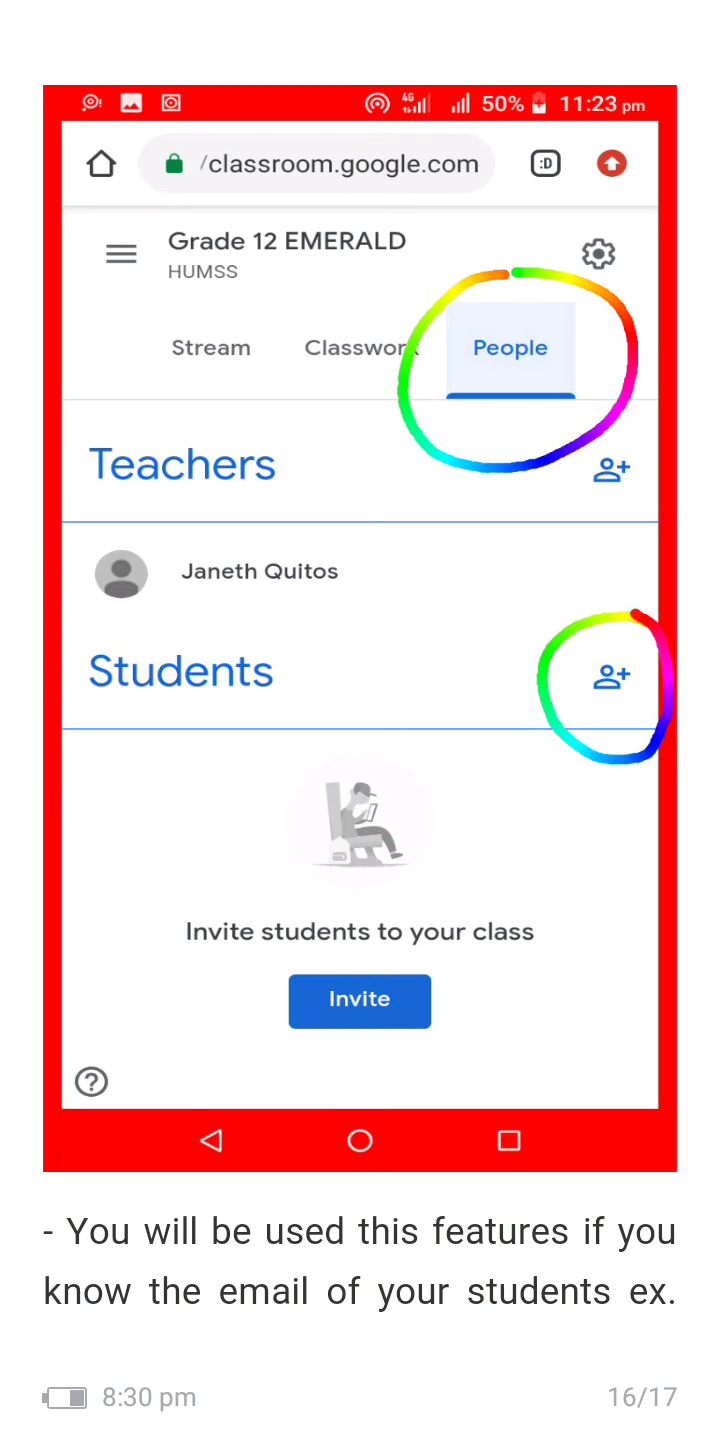 4G 50% 11:23 pm
/classroom.google.com :D
Grade 12 EMERALD
HUMSS
Stream Classwork People
Teachers
Janeth Quitos
Students
Invite students to your class
Invite
?
- You will be used this features if you
know the email of your students ex.
8:30 pm 16/17